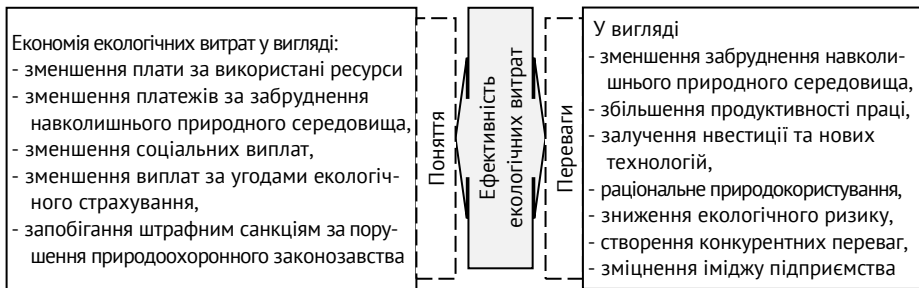 Економія екологічних витрат у вигляді:
- зменшення плати за використані ресурси
- зменшення платежів за забруднення
навколишнього природного середовища,
- зменшення соціальних виплат,
- зменшення виплат за угодами екологіч-
ного страхування,
- запобігання штрафним санкціям за пору-
шення природоохоронного законозавства
Поняття
Ефективність
екологічних витрат
Переваги
У вигляді
- зменшення забруднення навколи-
шнього природного середовища,
- збільшення продуктивності праці,
- залучення нвестиції та нових
технологій,
- раціональне природокористування,
- зниження екологічного ризику,
- створення конкурентних переваг,
- зміцнення іміджу підприємства